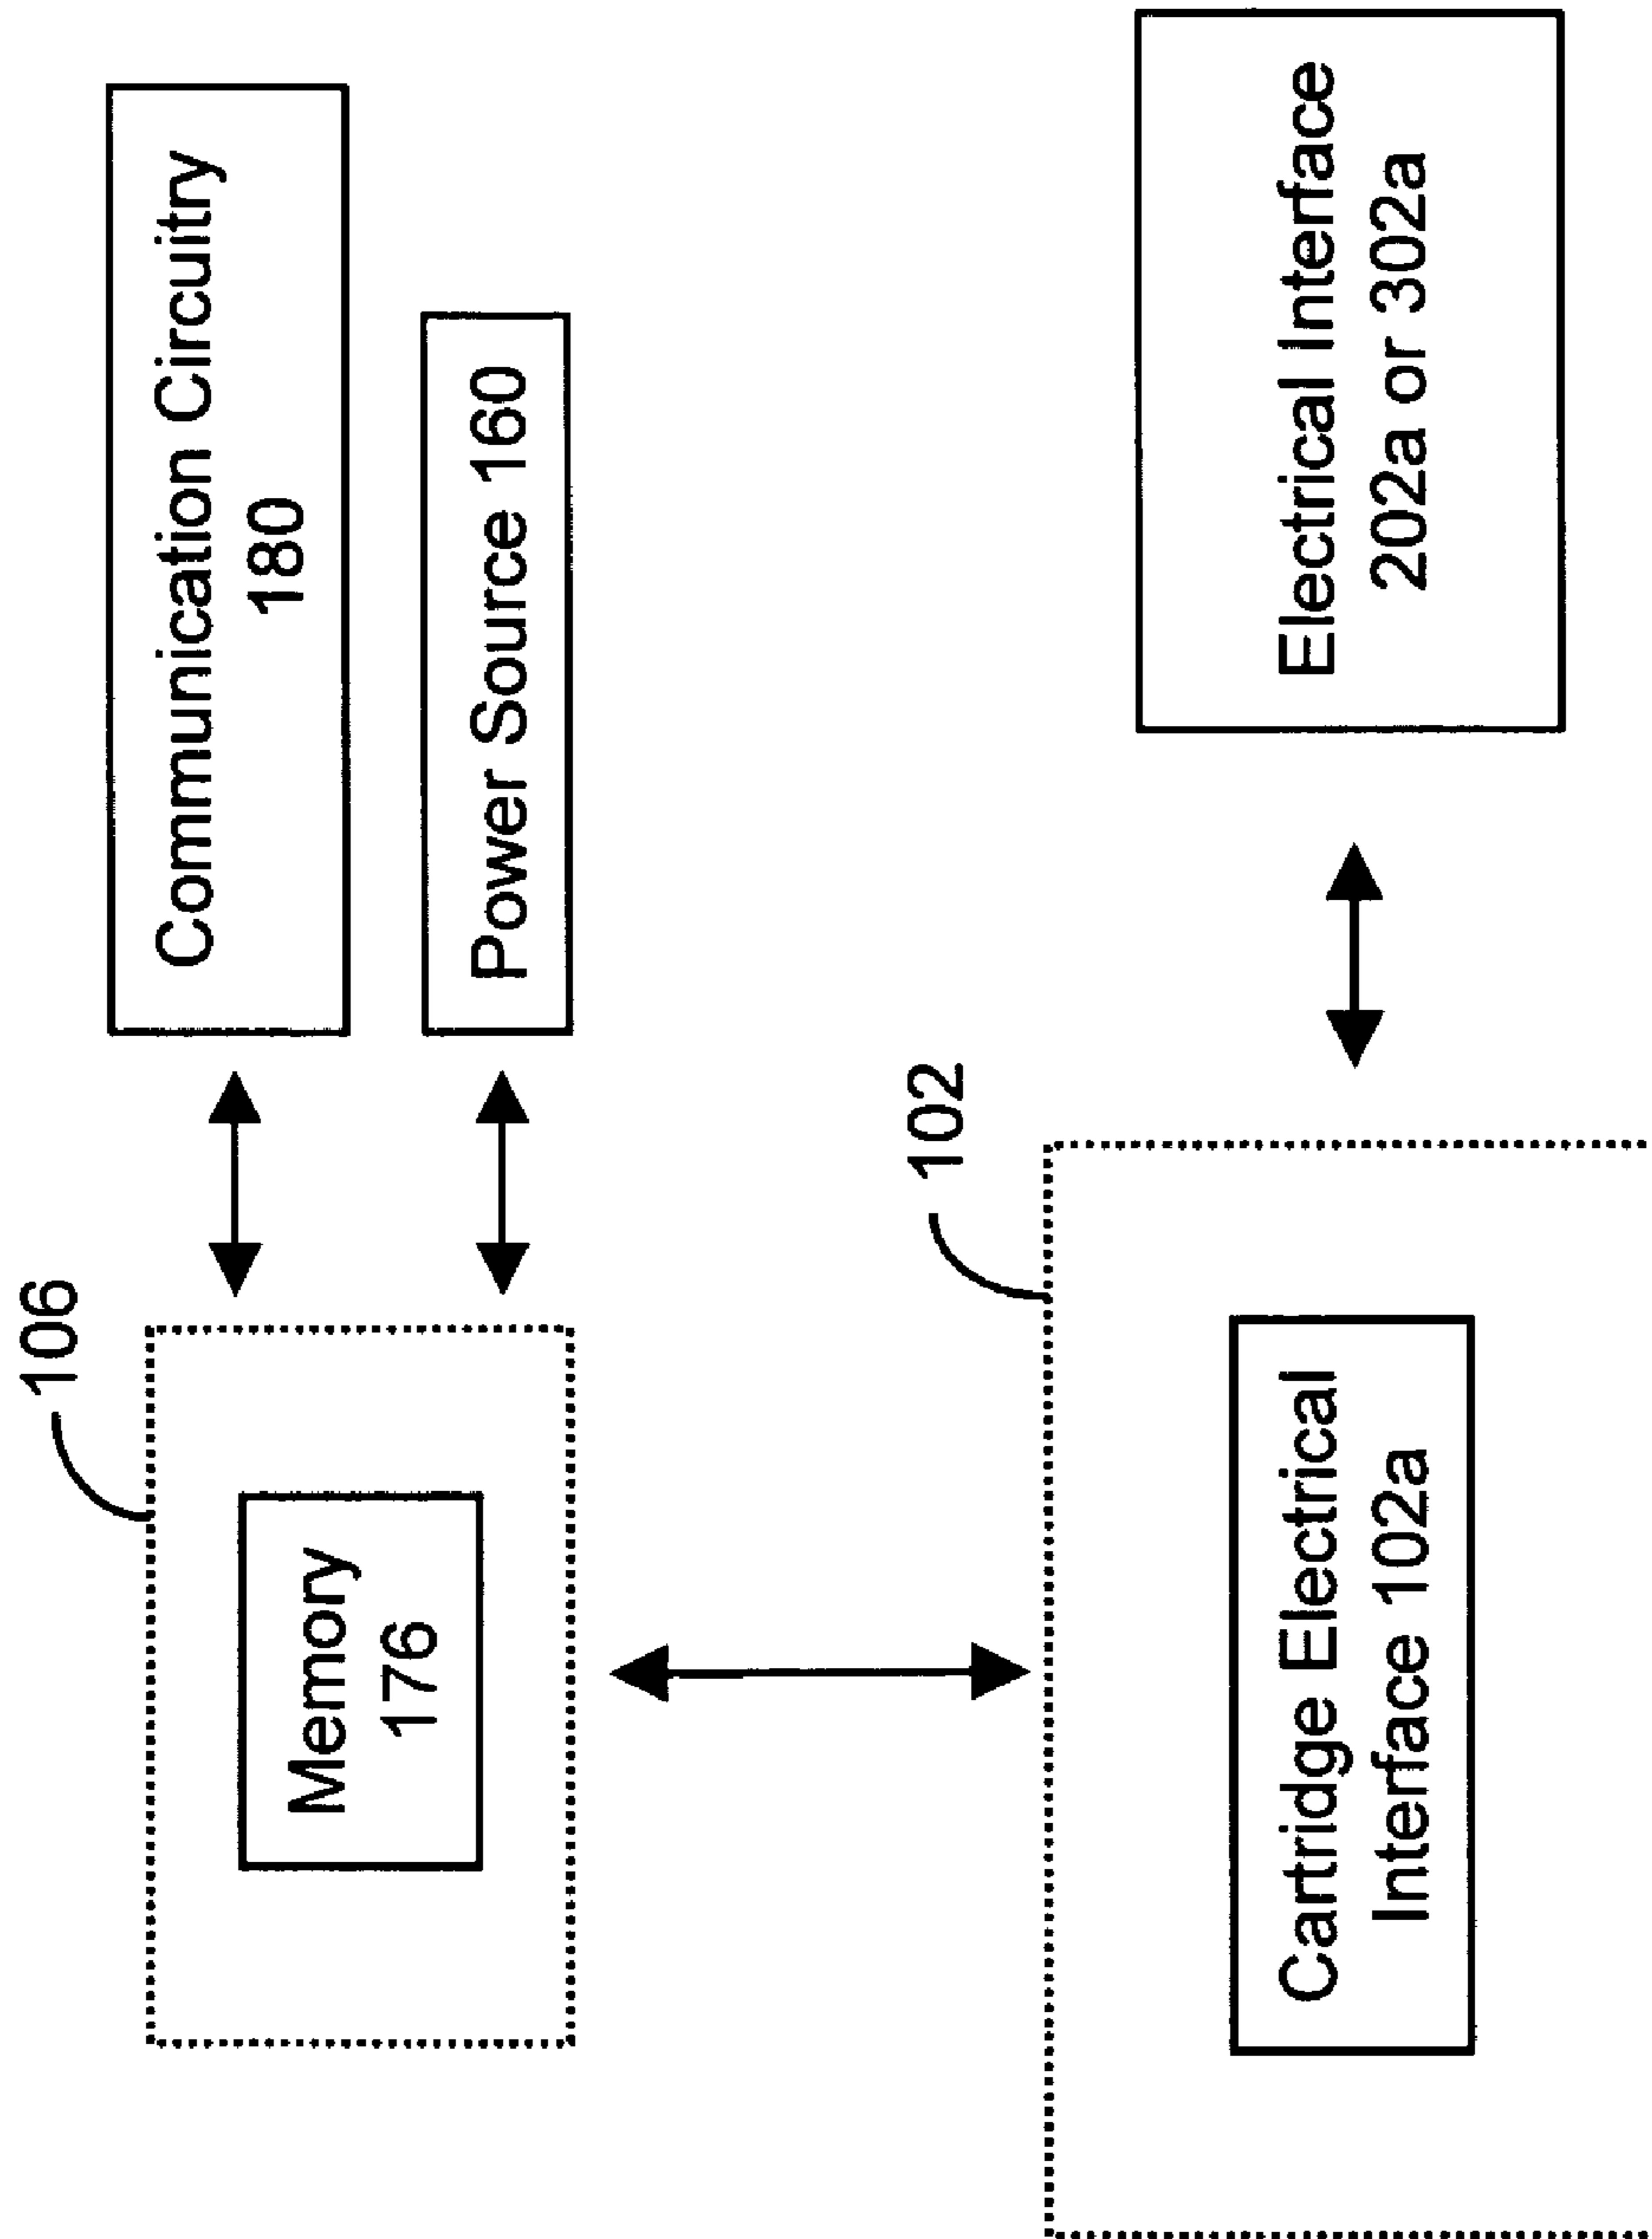 106
Memory
176
Communication Circuitry
180
Power Source 160
102
Cartridge Electrical
Interface 102a
Electrical Interface
202a or 302a